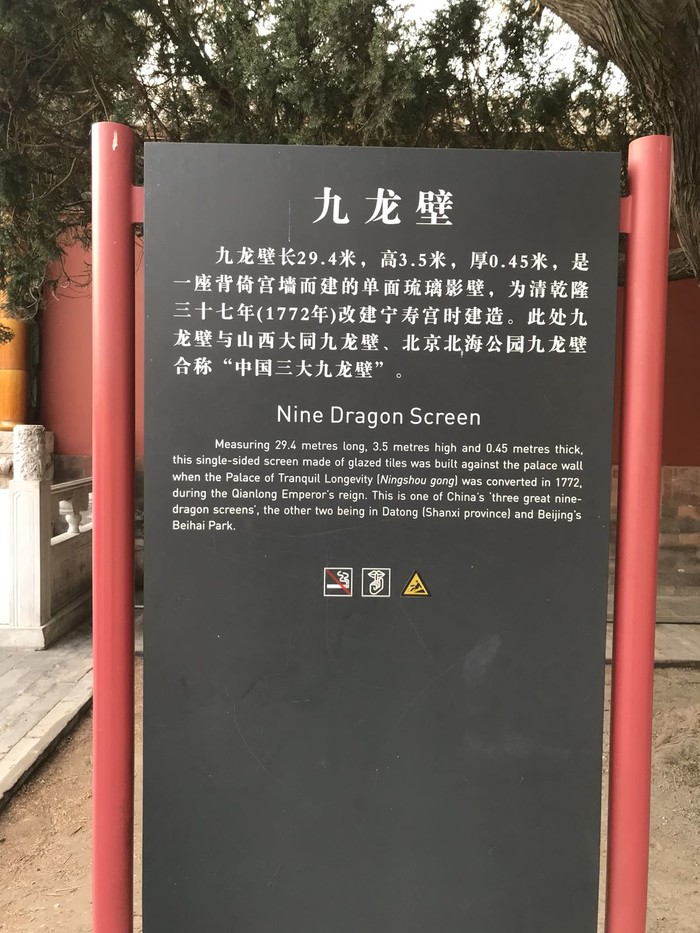 九龙壁
九龙壁长29.4米，高3.5米，厚0.45米，是
一座背倚宫墙而建的单面琉璃影壁，为清乾隆
三十七年(1772年)改建宁寿宫时建造。此处九
龙壁与山西大同九龙壁、北京北海公园九龙壁
合称“中国三大九龙壁”。
Nine Dragon Screen
Measuring 29.4 metres long, 3.5 metres high and 0.45 metres thick,
this single-sided screen made of glazed tiles was built against the palace wall
when the Palace of Tranquil Longevity (Ningshou gong) was converted in 1772,
during the Qianlong Emperor's reign. This is one of China's 'three great nine-
dragon screens', the other two being in Datong (Shanxi province) and Beijing's
Beihai Park.